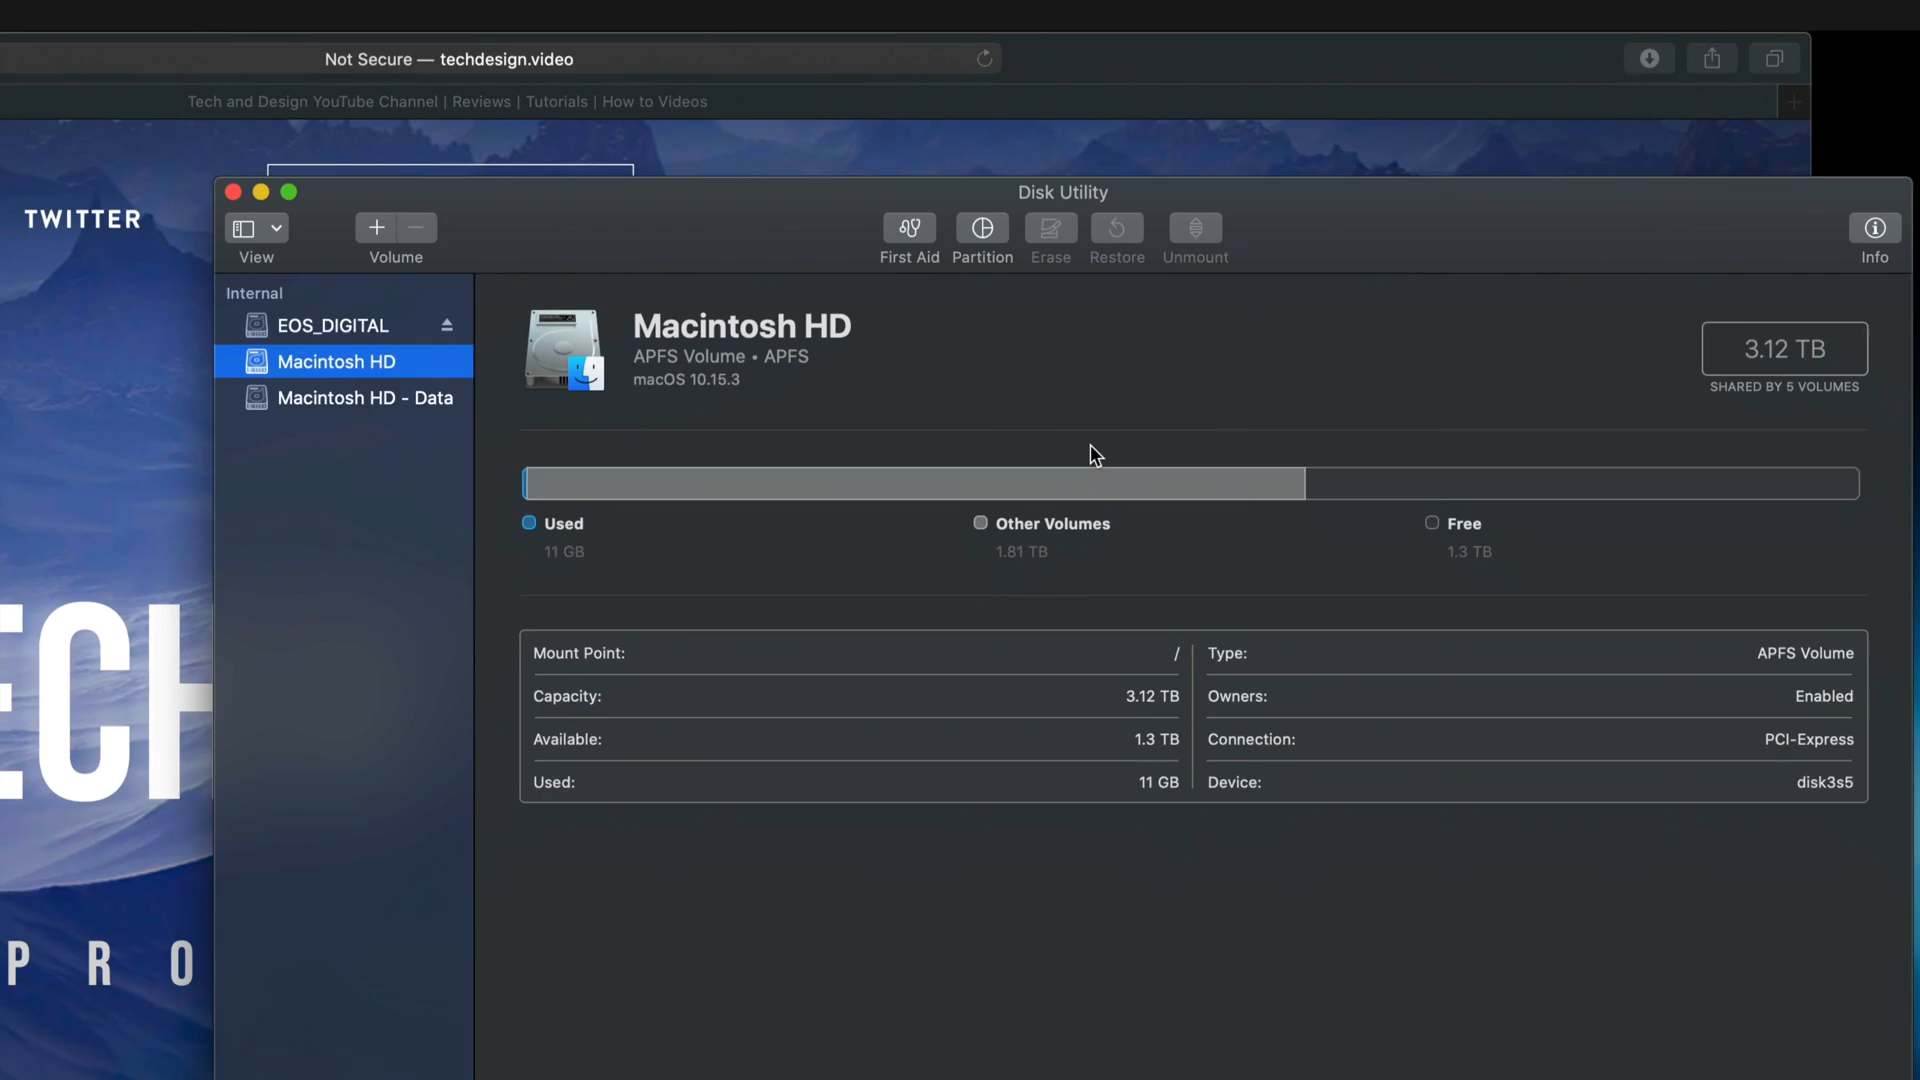 Not Secure — techdesign.video
Tech and Design YouTube Channel | Reviews | Tutorials | How to Videos
TWITTER
ECH
PRO
Disk Utility
View
Volume
First Aid
Partition
Erase
Restore
Unmount
Info
Internal
EOS_DIGITAL
Macintosh HD
Macintosh HD - Data
Macintosh HD
APFS Volume • APFS
macOS 10.15.3
3.12 TB
SHARED BY 5 VOLUMES
Used
11 GB
Other Volumes
1.81 TB
Free
1.3 TB
Mount Point: /
Capacity: 3.12 TB
Available: 1.3 TB
Used: 11 GB
Type: APFS Volume
Owners: Enabled
Connection: PCI-Express
Device: disk3s5